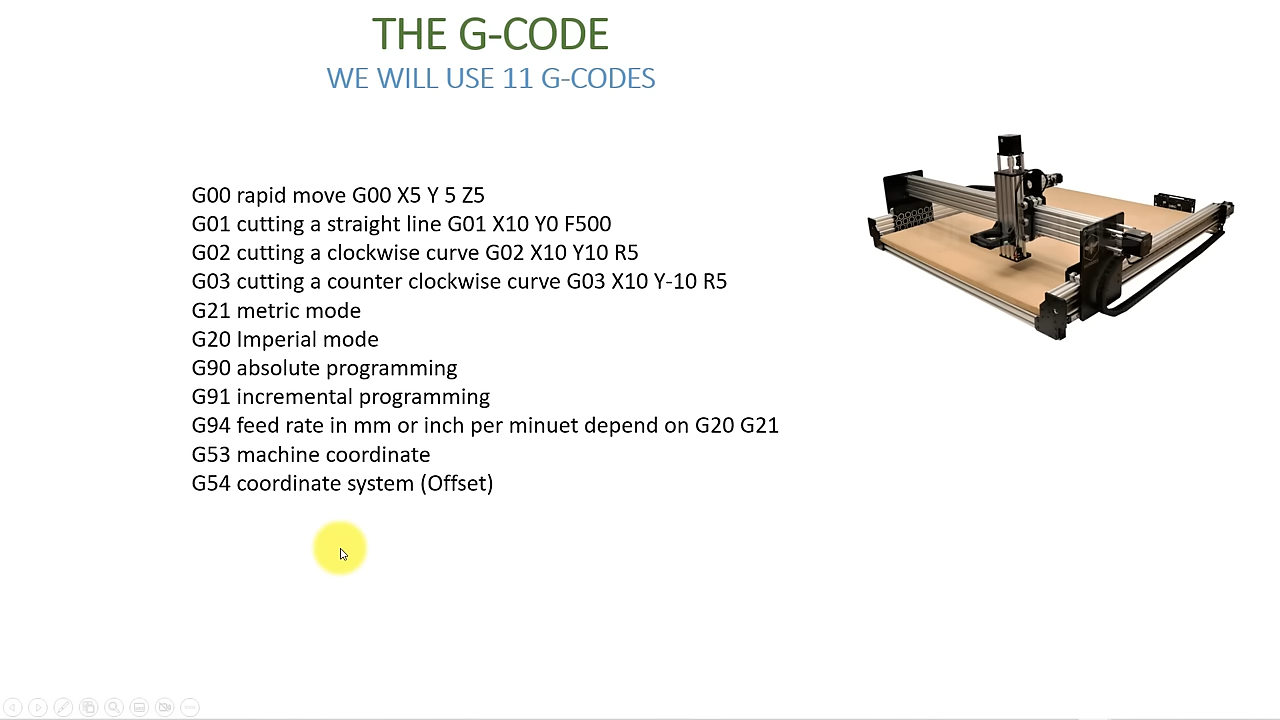 THE G-CODE
WE WILL USE 11 G-CODES
G00 rapid move G00 X5 Y 5 Z5
G01 cutting a straight line G01 X10 Y0 F500
G02 cutting a clockwise curve G02 X10 Y10 R5
G03 cutting a counter clockwise curve G03 X10 Y-10 R5
G21 metric mode
G20 Imperial mode
G90 absolute programming
G91 incremental programming
G94 feed rate in mm or inch per minuet depend on G20 G21
G53 machine coordinate
G54 coordinate system (Offset)